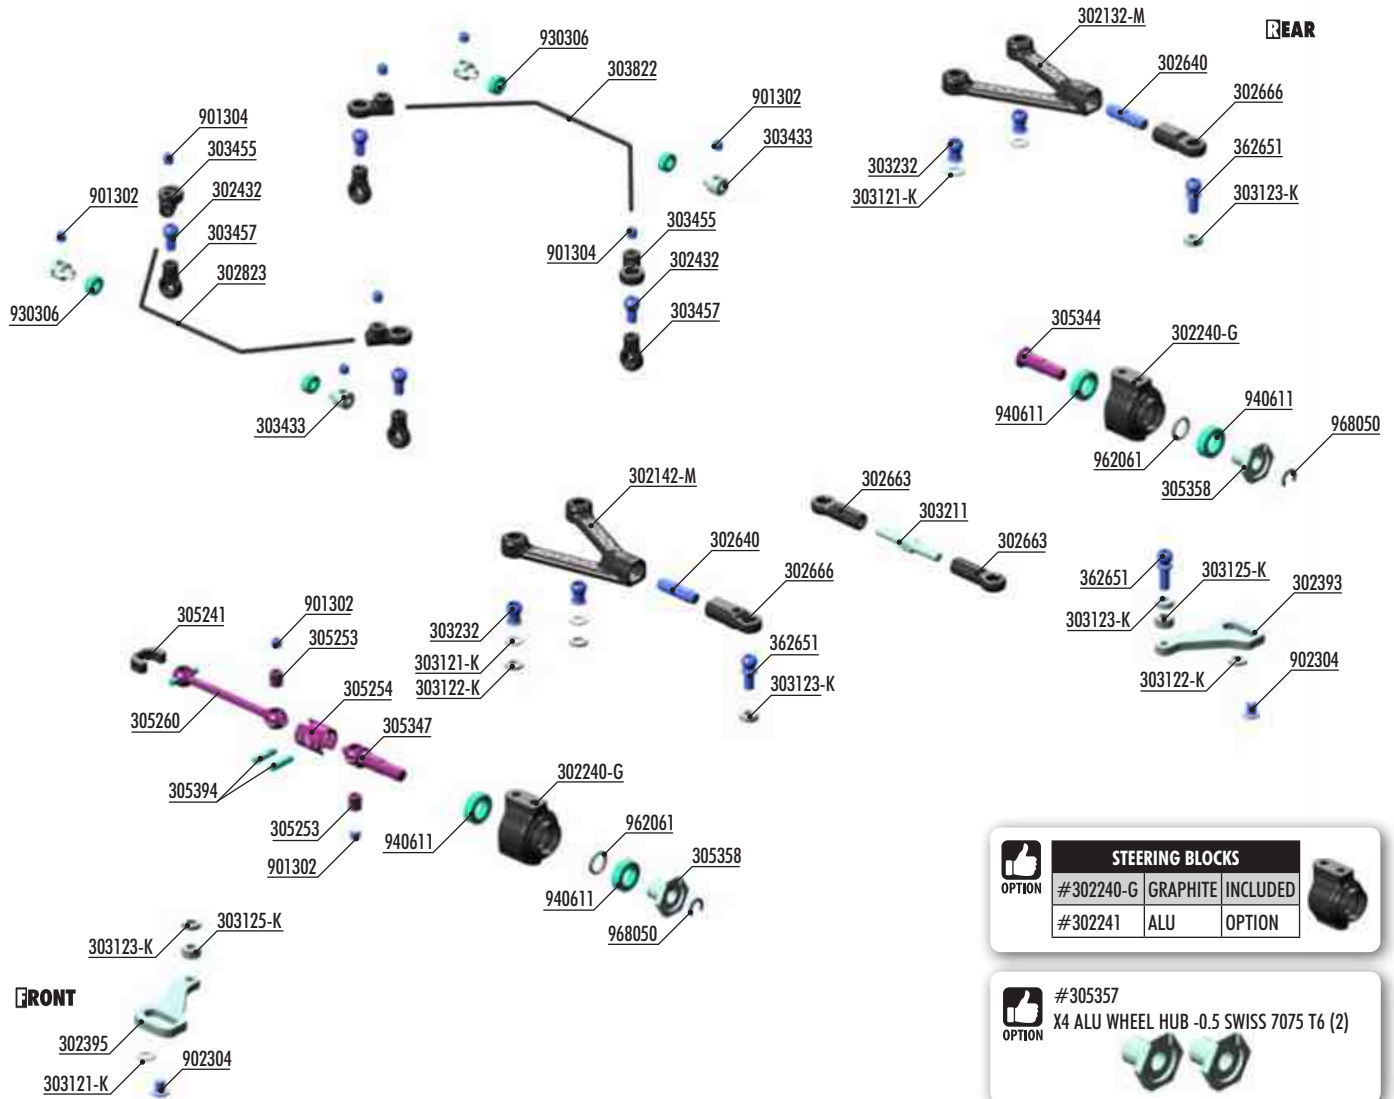 302132-M
REAR
930306
303822
302640
302666
901302
303433
901304
303455
362651
303232
303121-K
303123-K
901302
302432
303457
302823
303455
901304
302432
303457
930306
305344
302240-G
303433
940611
940611
968050
962061
305358
302142-M
302663
303211
302663
302640
302666
362651
303125-K
302393
303123-K
303122-K
902304
305241
901302
305253
303232
303121-K
303122-K
362651
303123-K
305254
305260
305347
305394
305253
901302
302240-G
940611
962061
305358
940611
968050
303125-K
303123-K
FRONT
302395
303121-K
902304
OPTION
STEERING BLOCKS
#302240-G GRAPHITE INCLUDED
#302241 ALU OPTION
OPTION
#305357
X4 ALU WHEEL HUB -0.5 SWISS 7075 T6 (2)